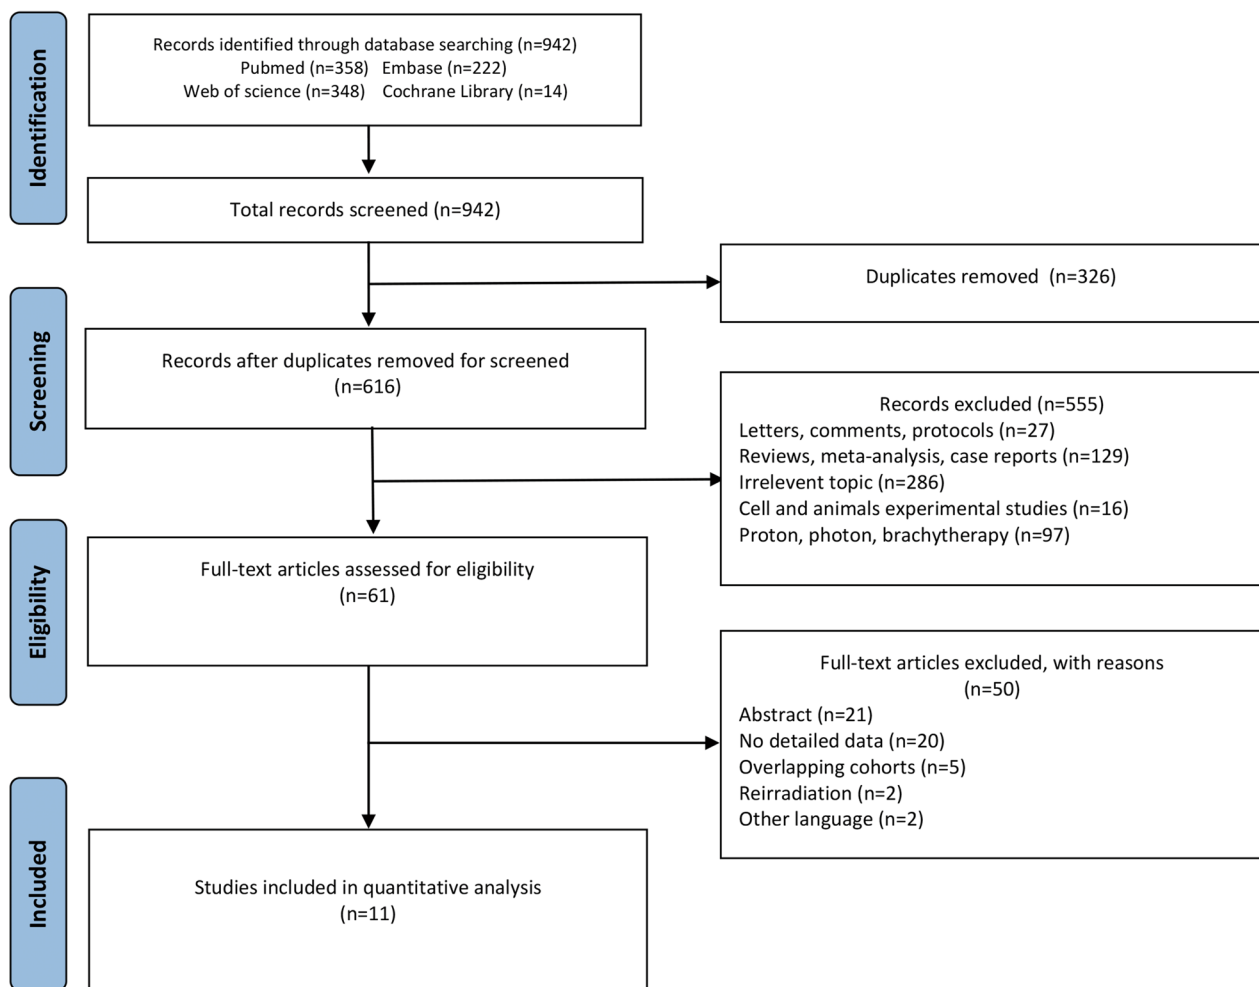 Identification
Records identified through database searching (n=942)
Pubmed (n=358) Embase (n=222)
Web of science (n=348) Cochrane Library (n=14)
Total records screened (n=942)
Duplicates removed (n=326)
Screening
Records after duplicates removed for screened
(n=616)
Records excluded (n=555)
Letters, comments, protocols (n=27)
Reviews, meta-analysis, case reports (n=129)
Irrelevent topic (n=286)
Cell and animals experimental studies (n=16)
Proton, photon, brachytherapy (n=97)
Eligibility
Full-text articles assessed for eligibility
(n=61)
Full-text articles excluded, with reasons
(n=50)
Abstract (n=21)
No detailed data (n=20)
Overlapping cohorts (n=5)
Reirradiation (n=2)
Other language (n=2)
Included
Studies included in quantitative analysis
(n=11)